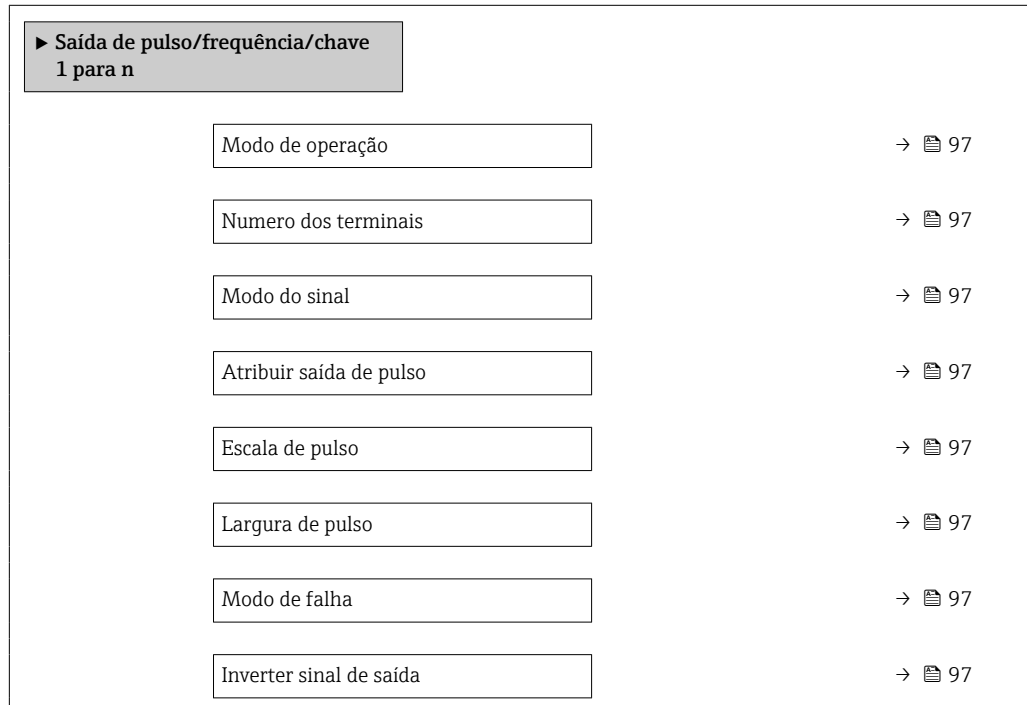 ► Saída de pulso/frequência/chave
1 para n
Modo de operação → 97
Numero dos terminais → 97
Modo do sinal → 97
Atribuir saída de pulso → 97
Escala de pulso → 97
Largura de pulso → 97
Modo de falha → 97
Inverter sinal de saída → 97